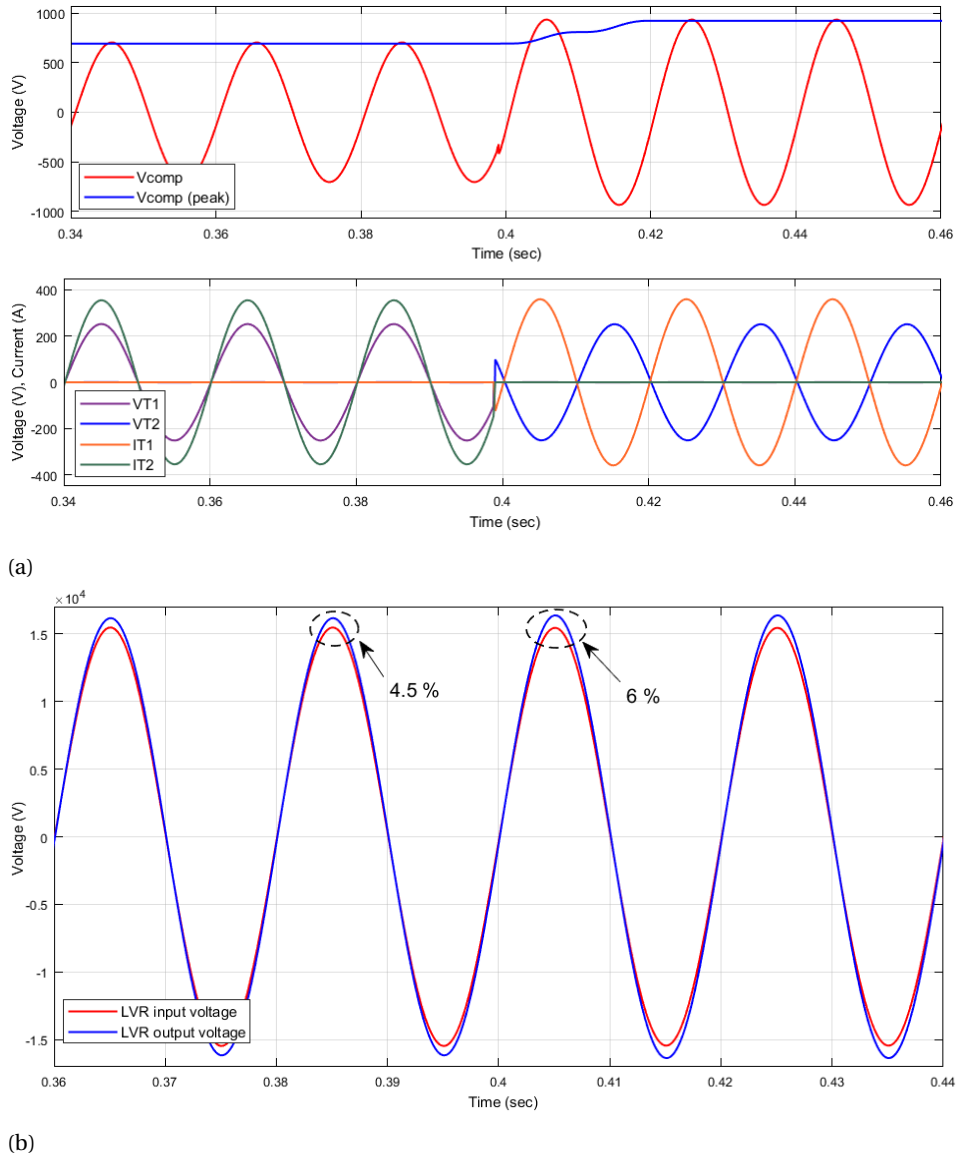 1000
500
0
-500
-1000
Voltage (V)
Vcomp
Vcomp (peak)
0.34 0.36 0.38 0.4 0.42 0.44 0.46
Time (sec)
400
200
0
-200
-400
Voltage (V), Current (A)
VT1
VT2
IT1
IT2
0.34 0.36 0.38 0.4 0.42 0.44 0.46
Time (sec)
(a)
× 10⁴
1.5
1
0.5
0
-0.5
-1
-1.5
Voltage (V)
4.5 %
6 %
LVR input voltage
LVR output voltage
0.36 0.37 0.38 0.39 0.4 0.41 0.42 0.43 0.44
Time (sec)
(b)